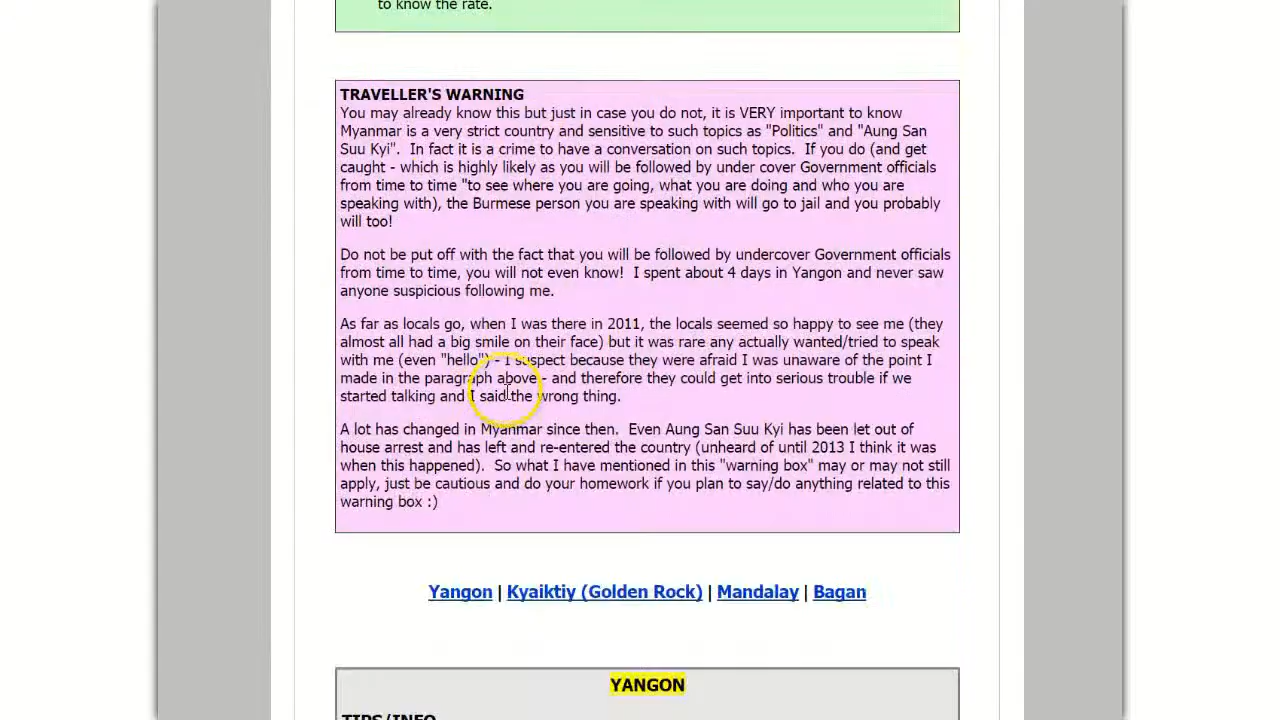 to know the rate.
TRAVELLER'S WARNING
You may already know this but just in case you do not, it is VERY important to know
Myanmar is a very strict country and sensitive to such topics as "Politics" and "Aung San
Suu Kyi".  In fact it is a crime to have a conversation on such topics.  If you do (and get
caught - which is highly likely as you will be followed by under cover Government officials
from time to time "to see where you are going, what you are doing and who you are
speaking with), the Burmese person you are speaking with will go to jail and you probably
will too!
Do not be put off with the fact that you will be followed by undercover Government officials
from time to time, you will not even know!  I spent about 4 days in Yangon and never saw
anyone suspicious following me.
As far as locals go, when I was there in 2011, the locals seemed so happy to see me (they
almost all had a big smile on their face) but it was rare any actually wanted/tried to speak
with me (even "hello") - I suspect because they were afraid I was unaware of the point I
made in the paragraph above - and therefore they could get into serious trouble if we
started talking and I said the wrong thing.
A lot has changed in Myanmar since then.  Even Aung San Suu Kyi has been let out of
house arrest and has left and re-entered the country (unheard of until 2013 I think it was
when this happened).  So what I have mentioned in this "warning box" may or may not still
apply, just be cautious and do your homework if you plan to say/do anything related to this
warning box :)
Yangon | Kyaiktiy (Golden Rock) | Mandalay | Bagan
YANGON
TIPS/INFO